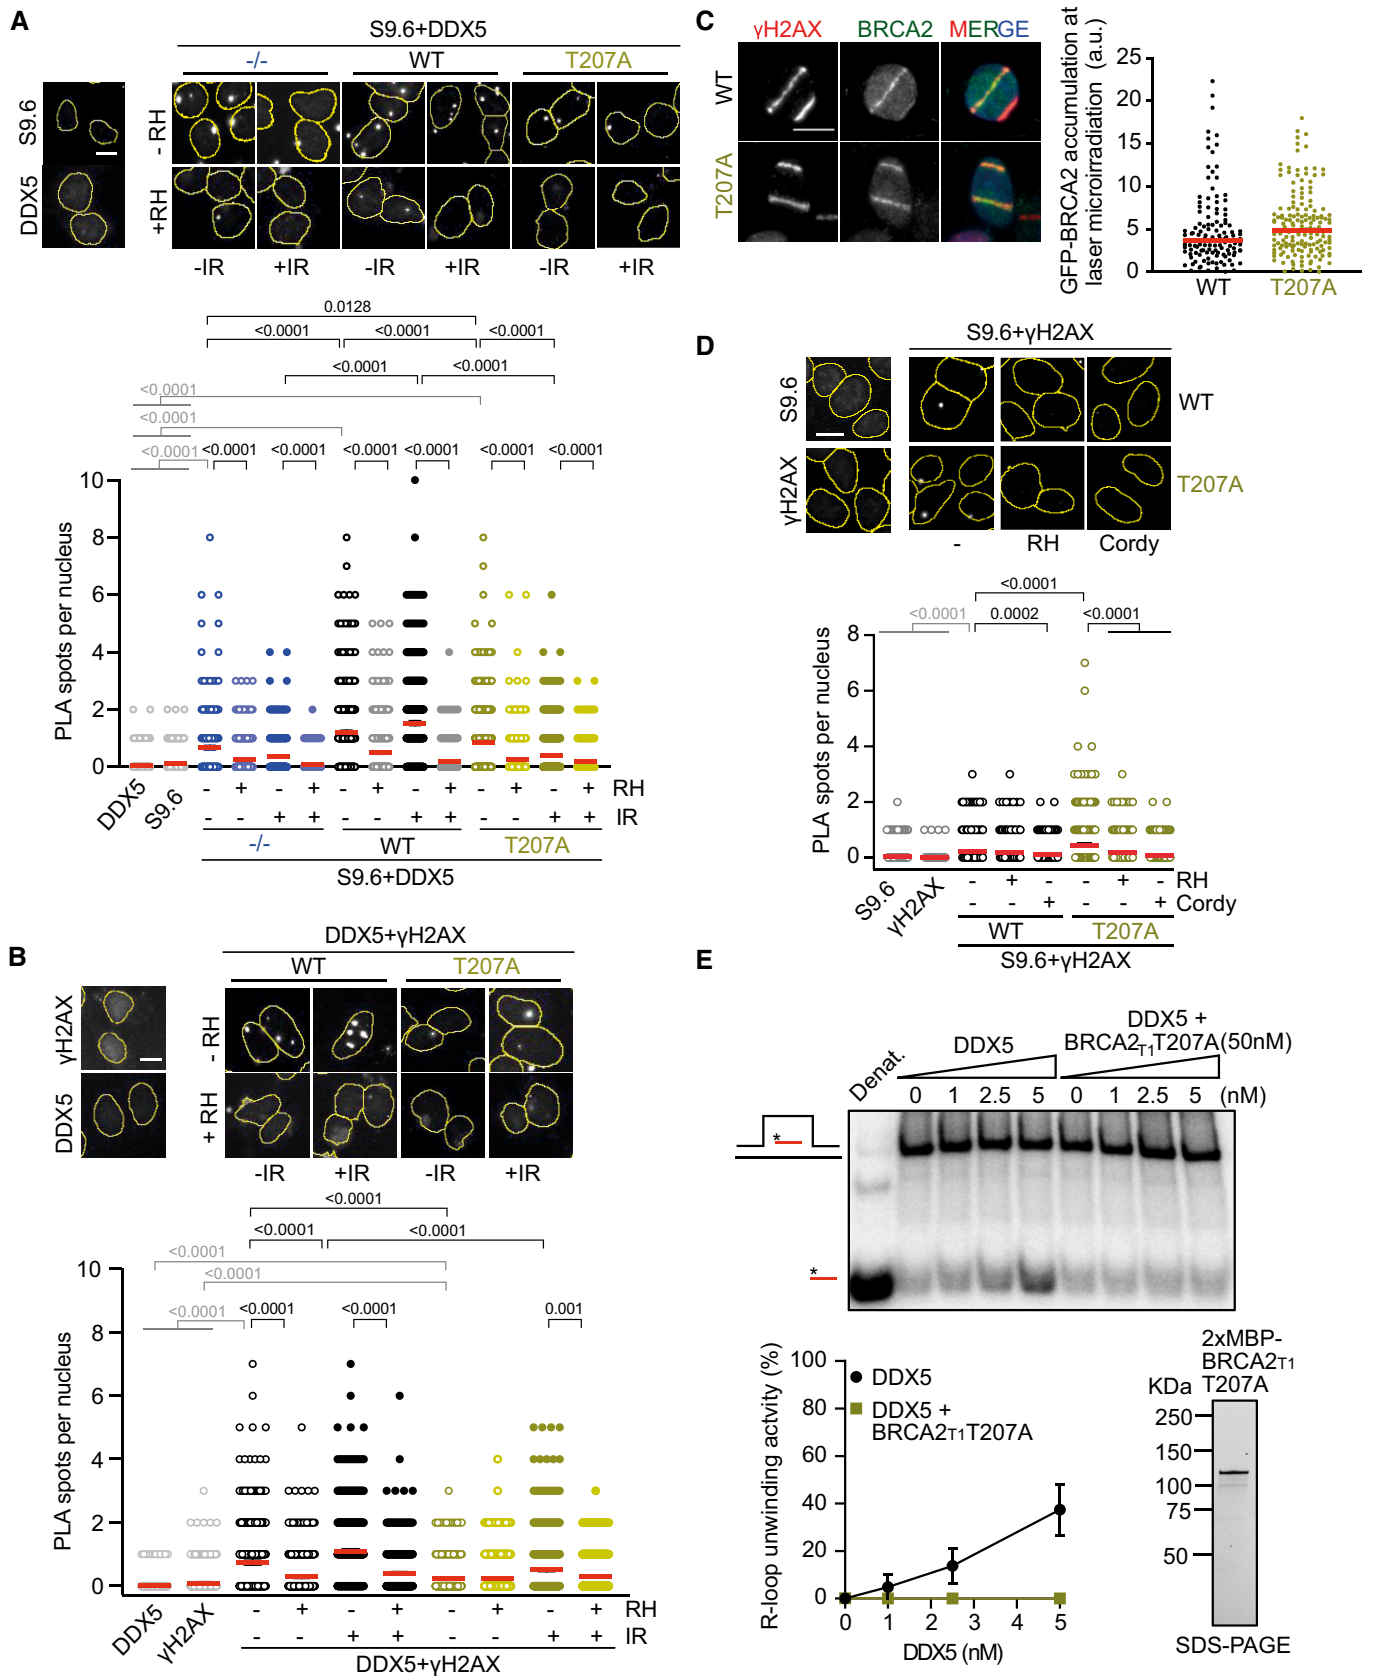 A
S9.6+DDX5
-/-
WT
T207A
S9.6
DDX5
- RH
+RH
-IR
+IR
-IR
+IR
-IR
+IR
0.0128
<0.0001
<0.0001
<0.0001
<0.0001
<0.0001
<0.0001
<0.0001
<0.0001
<0.0001
<0.0001
<0.0001
<0.0001
<0.0001
<0.0001
PLA spots per nucleus
10
8
6
4
2
0
DDX5
S9.6
- + - + - + - + - + - +
RH
- - + + - - + + - - + +
IR
-/-
WT
T207A
S9.6+DDX5
B
DDX5+γH2AX
WT
T207A
γH2AX
DDX5
- RH
+ RH
-IR
+IR
-IR
+IR
<0.0001
<0.0001
<0.0001
<0.0001
<0.0001
<0.0001
<0.0001
<0.0001
0.001
PLA spots per nucleus
10
8
6
4
2
0
DDX5
γH2AX
- + - + - + - +
RH
- - + + - - + +
IR
DDX5+γH2AX
C
γH2AX
BRCA2
MERGE
WT
T207A
GFP-BRCA2 accumulation at
laser microirradiation (a.u.)
25
20
15
10
5
0
WT
T207A
D
S9.6+γH2AX
S9.6
γH2AX
WT
T207A
-
RH
Cordy
<0.0001
<0.0001
0.0002
<0.0001
PLA spots per nucleus
8
6
4
2
0
S9.6
γH2AX
- + - - + -
RH
- - + - - +
Cordy
WT
T207A
S9.6+γH2AX
E
Denat.
DDX5
DDX5 +
BRCA2T1T207A(50nM)
0 1 2.5 5 0 1 2.5 5 (nM)
*
*
R-loop unwinding actvity (%)
100
80
60
40
20
0
DDX5
DDX5 +
BRCA2T1T207A
0 1 2 3 4 5
DDX5 (nM)
2xMBP-
BRCA2T1
T207A
KDa
250
150
100
75
50
SDS-PAGE